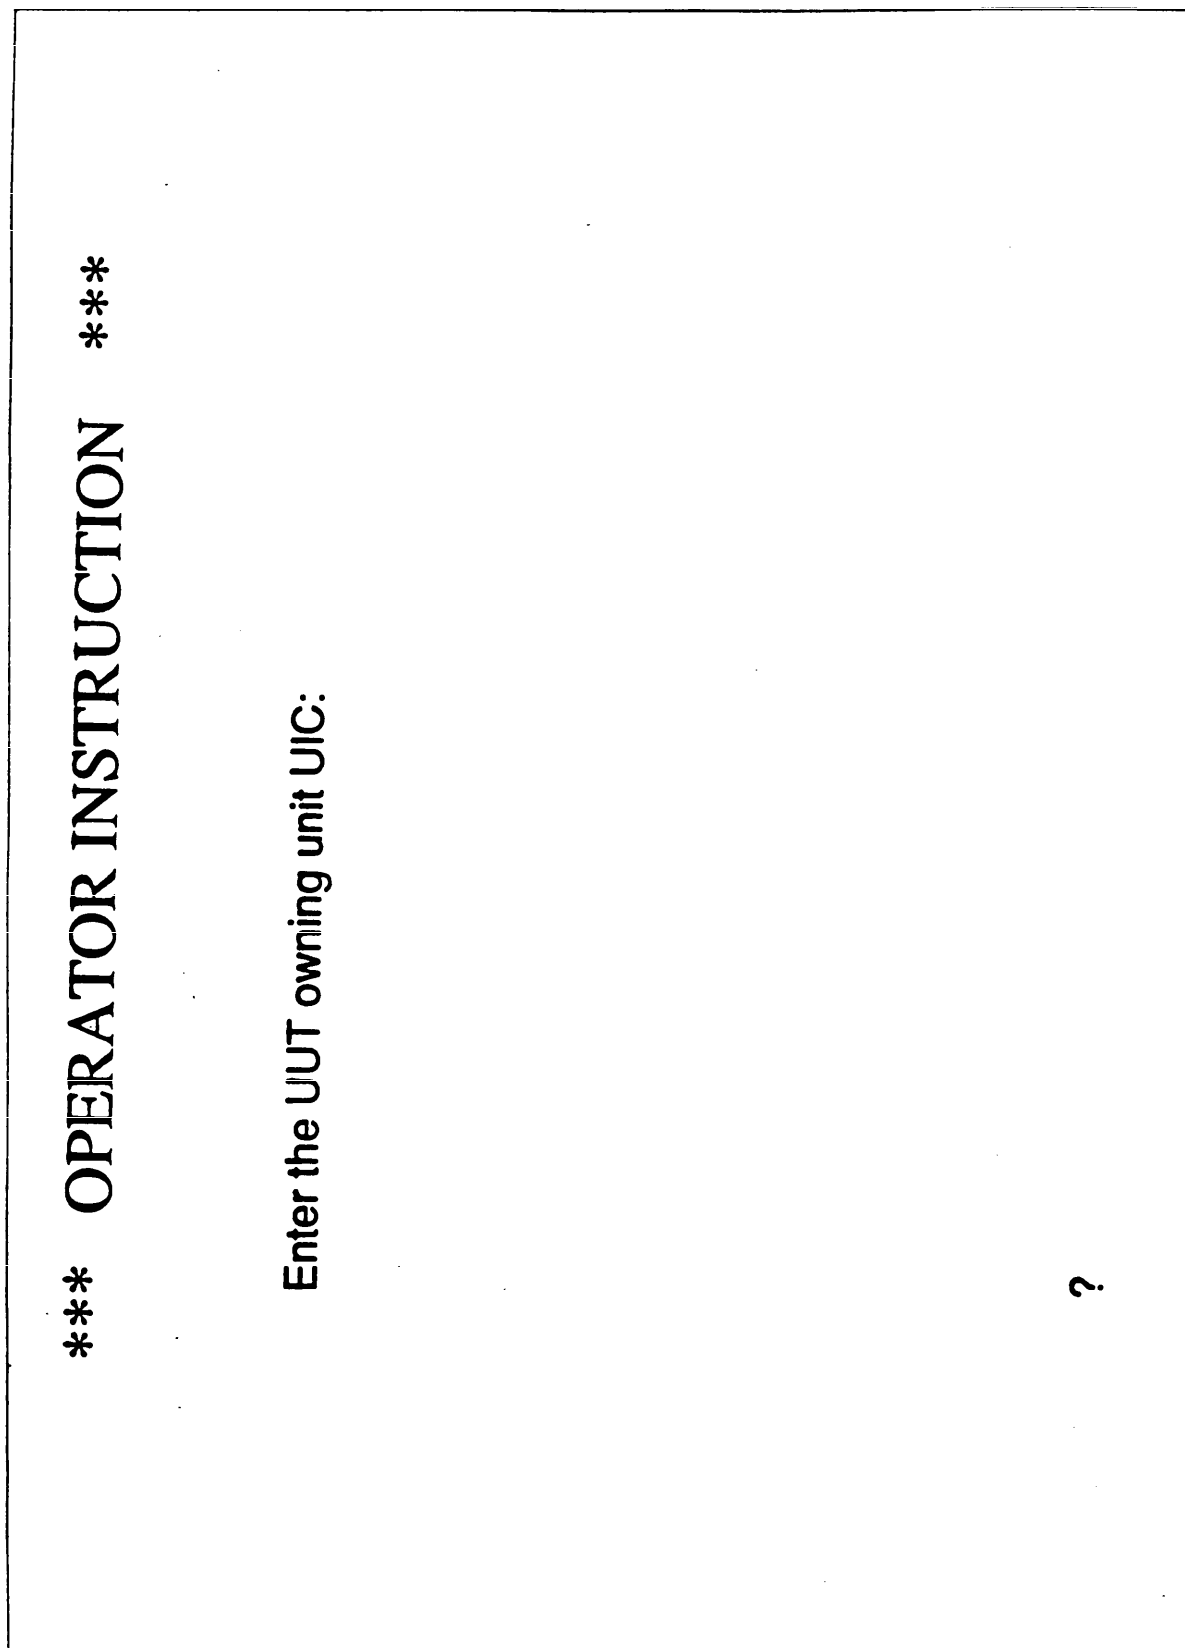 *** OPERATOR INSTRUCTION ***
Enter the UUT owning unit UIC:
?